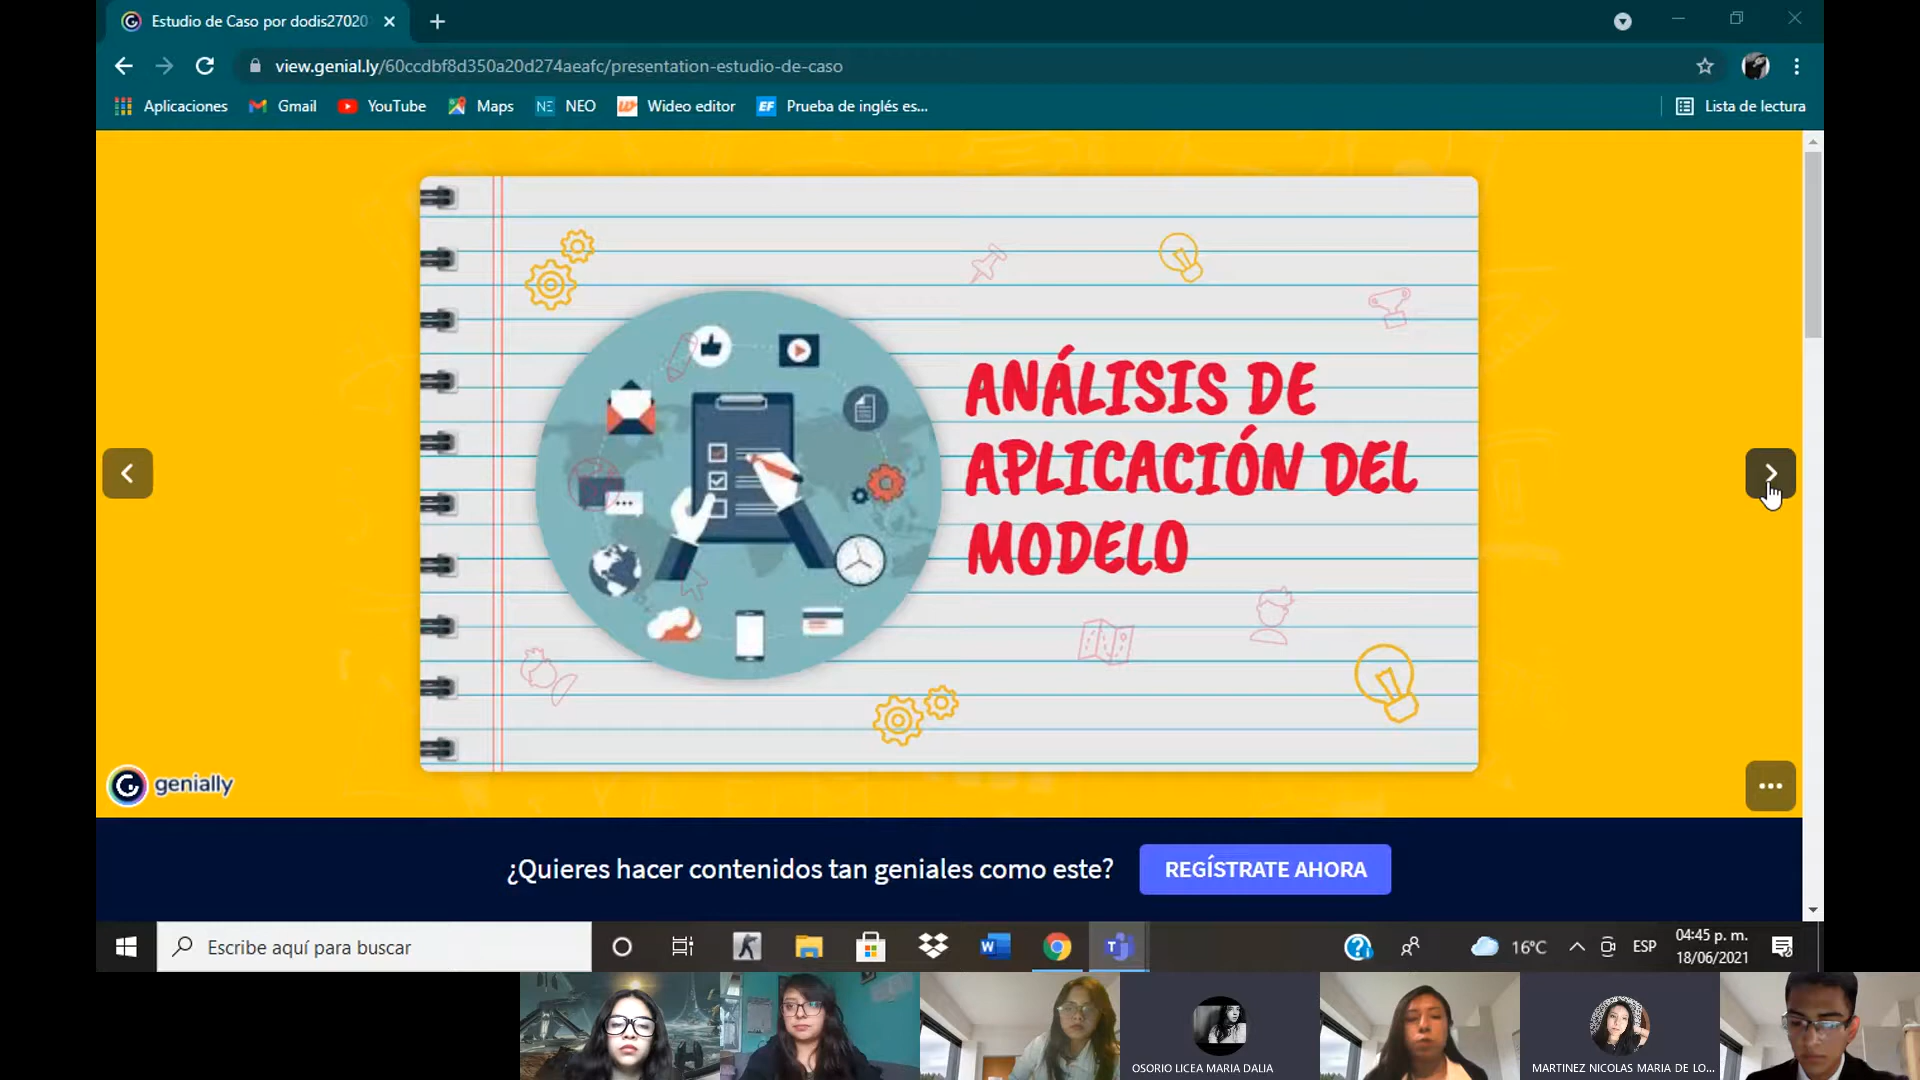 Estudio de Caso por dodis27020
view.genial.ly/60ccdbf8d350a20d274aeafc/presentation-estudio-de-caso
Aplicaciones
Gmail
YouTube
Maps
NEO
Wideo editor
EF
Prueba de inglés es...
Lista de lectura
ANÁLISIS DE
APLICACIÓN DEL
MODELO
genially
¿Quieres hacer contenidos tan geniales como este?
REGÍSTRATE AHORA
Escribe aquí para buscar
16°C
ESP
04:45 p. m.
18/06/2021
OSORIO LICEA MARIA DALIA
MARTINEZ NICOLAS MARIA DE LO...